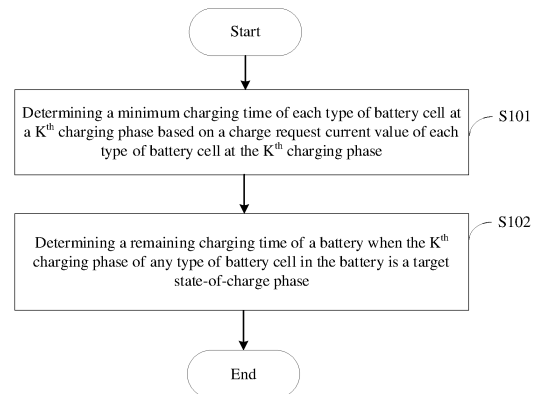 Start
Determining a minimum charging time of each type of battery cell at
a Kth charging phase based on a charge request current value of each
type of battery cell at the Kth charging phase
S101
Determining a remaining charging time of a battery when the Kth
charging phase of any type of battery cell in the battery is a target
state-of-charge phase
S102
End